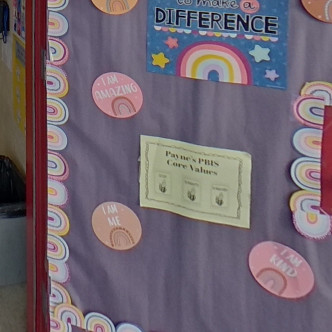 to make a
DIFFERENCE
I AM
AMAZING
Payne's PBIS
Core Values
I AM
ME
I AM
KIND